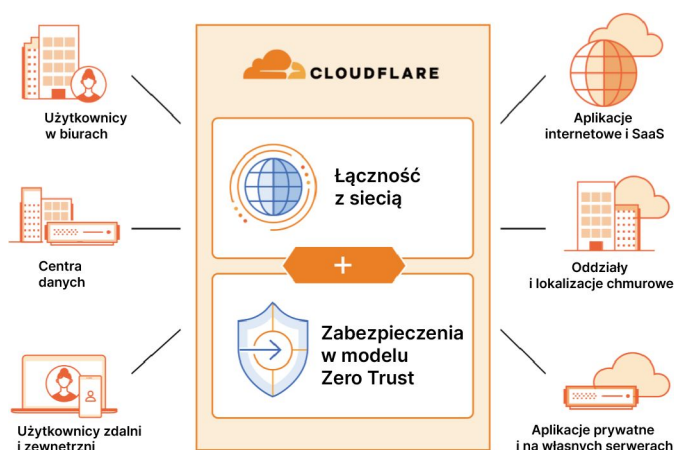 CLOUDFLARE
Użytkownicy
w biurach
Centra
danych
Użytkownicy zdalni
i zewnętrzni
Łączność
z siecią
+
Zabezpieczenia
w modelu
Zero Trust
Aplikacje
internetowe i SaaS
Oddziały
i lokalizacje chmurowe
Aplikacje prywatne
i na własnych serwerach